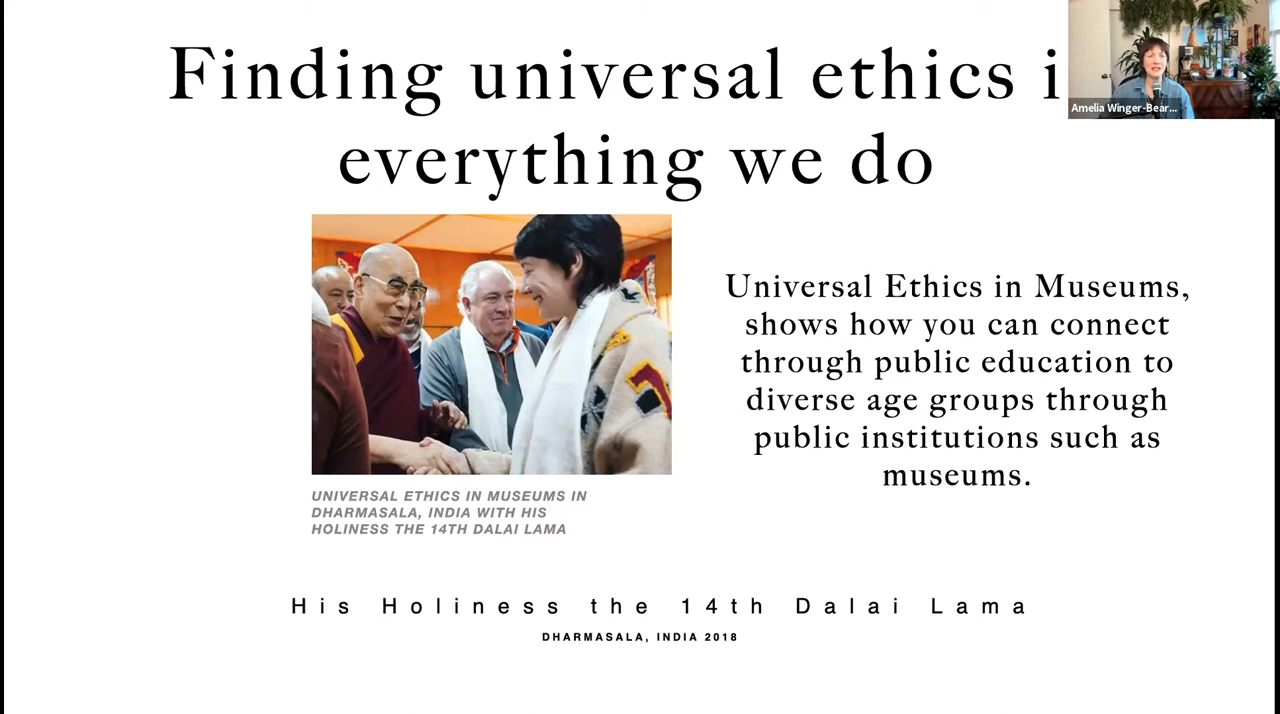 Finding universal ethics i
everything we do
Amelia Winger-Bear...
Universal Ethics in Museums,
shows how you can connect
through public education to
diverse age groups through
public institutions such as
museums.
UNIVERSAL ETHICS IN MUSEUMS IN
DHARMASALA, INDIA WITH HIS
HOLINESS THE 14TH DALAI LAMA
His Holiness the 14th Dalai Lama
DHARMASALA, INDIA 2018